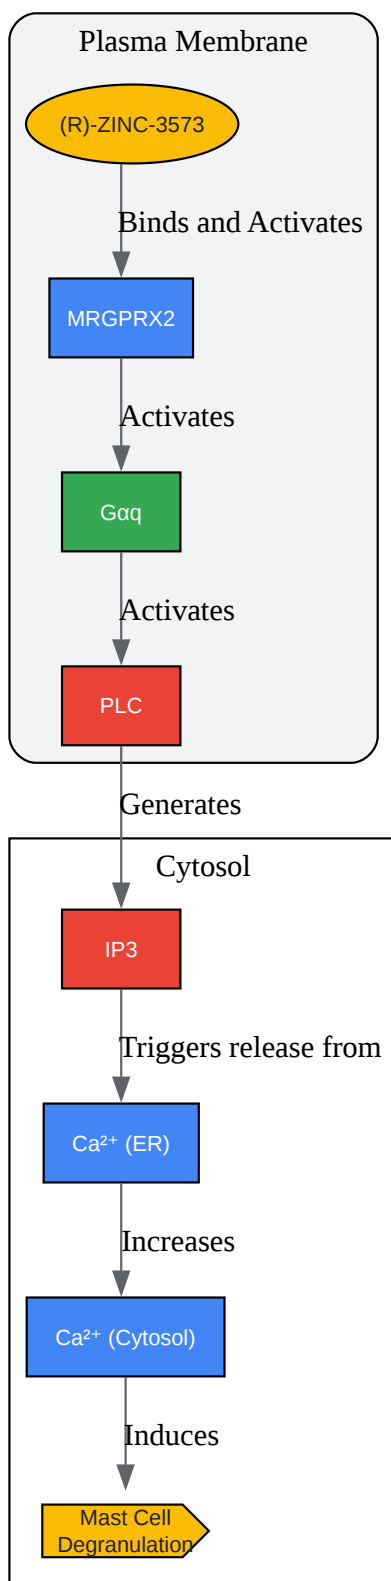 Plasma Membrane
(R)-ZINC-3573
Binds and Activates
MRGPRX2
Activates
Gαq
Activates
PLC
Generates
Cytosol
IP3
Triggers release from
Ca²⁺ (ER)
Increases
Ca²⁺ (Cytosol)
Induces
Mast Cell
Degranulation